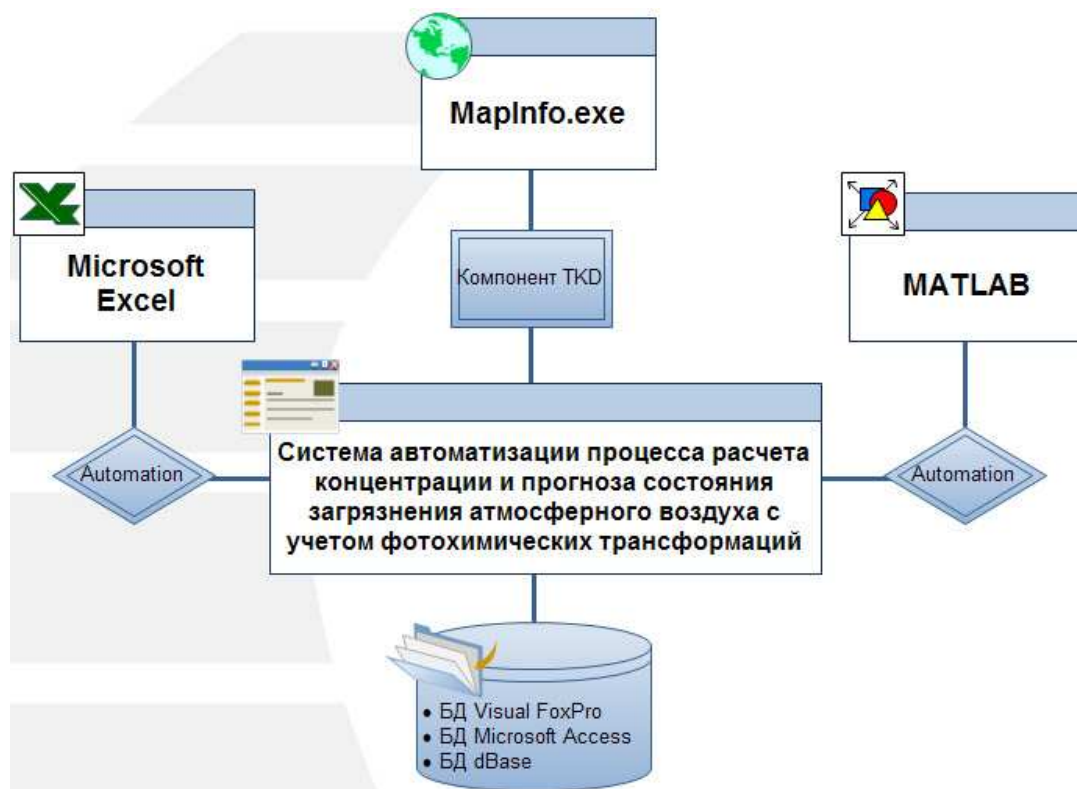 MapInfo.exe
Microsoft
Excel
Компонент TKD
MATLAB
Automation
Система автоматизации процесса расчета
концентрации и прогноза состояния
загрязнения атмосферного воздуха с
учетом фотохимических трансформаций
Automation
• БД Visual FoxPro
• БД Microsoft Access
• БД dBase